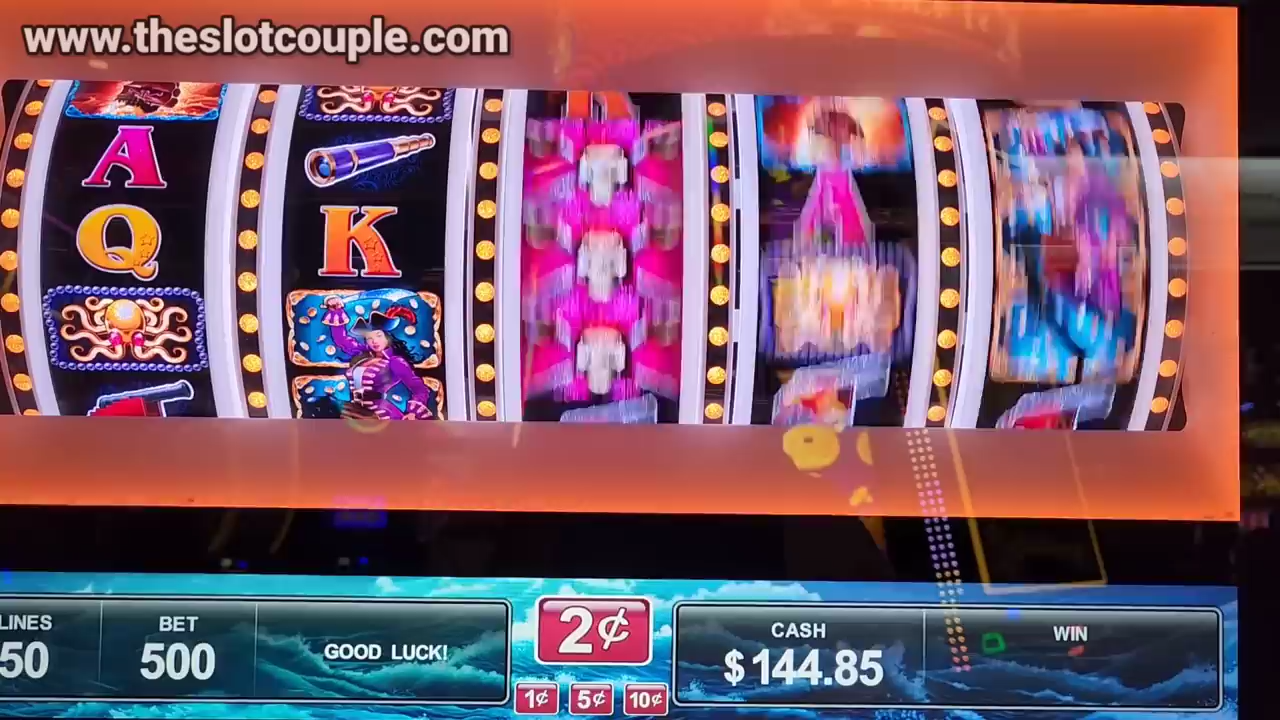 www.theslotcouple.com
A
K
Q
LINES
50
BET
500
GOOD LUCK!
2¢
1¢ 5¢ 10¢
CASH
$144.85
WIN